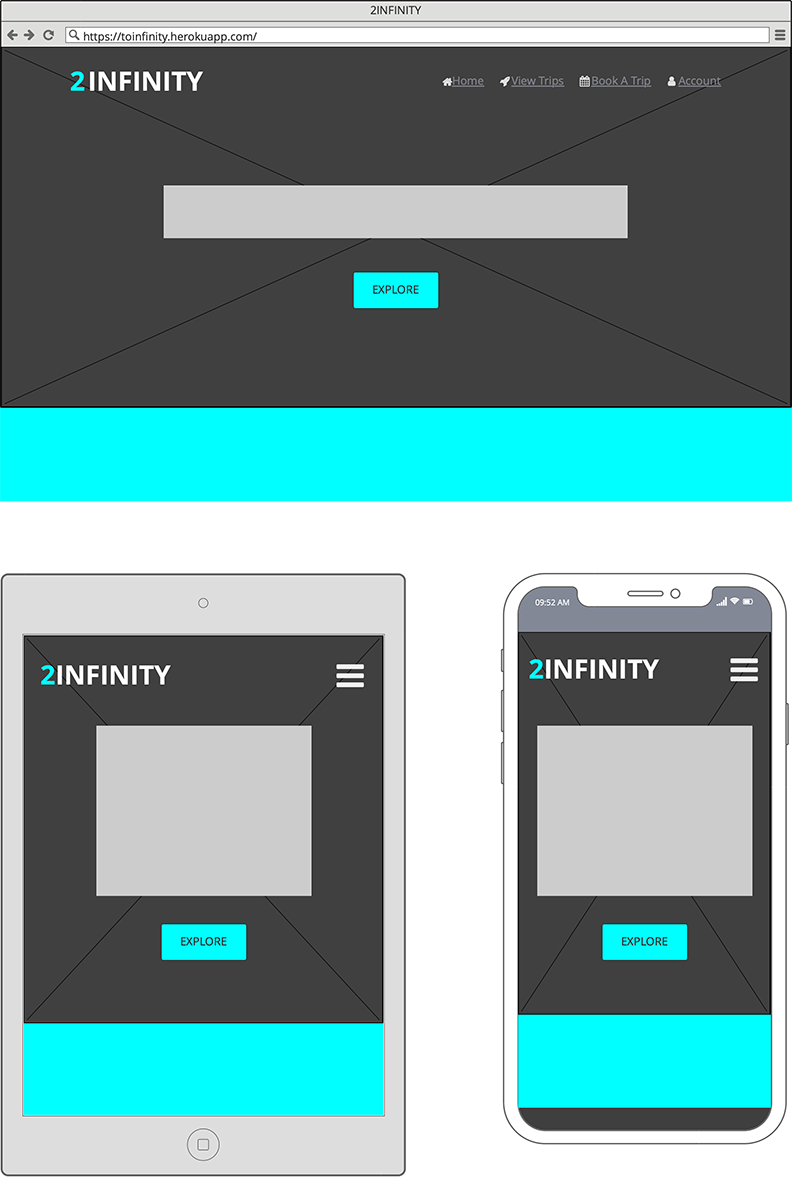 2INFINITY
https://toinfinity.herokuapp.com/
2INFINITY Home View Trips Book A Trip Account
EXPLORE
2INFINITY
EXPLORE
09:52 AM
2INFINITY
EXPLORE